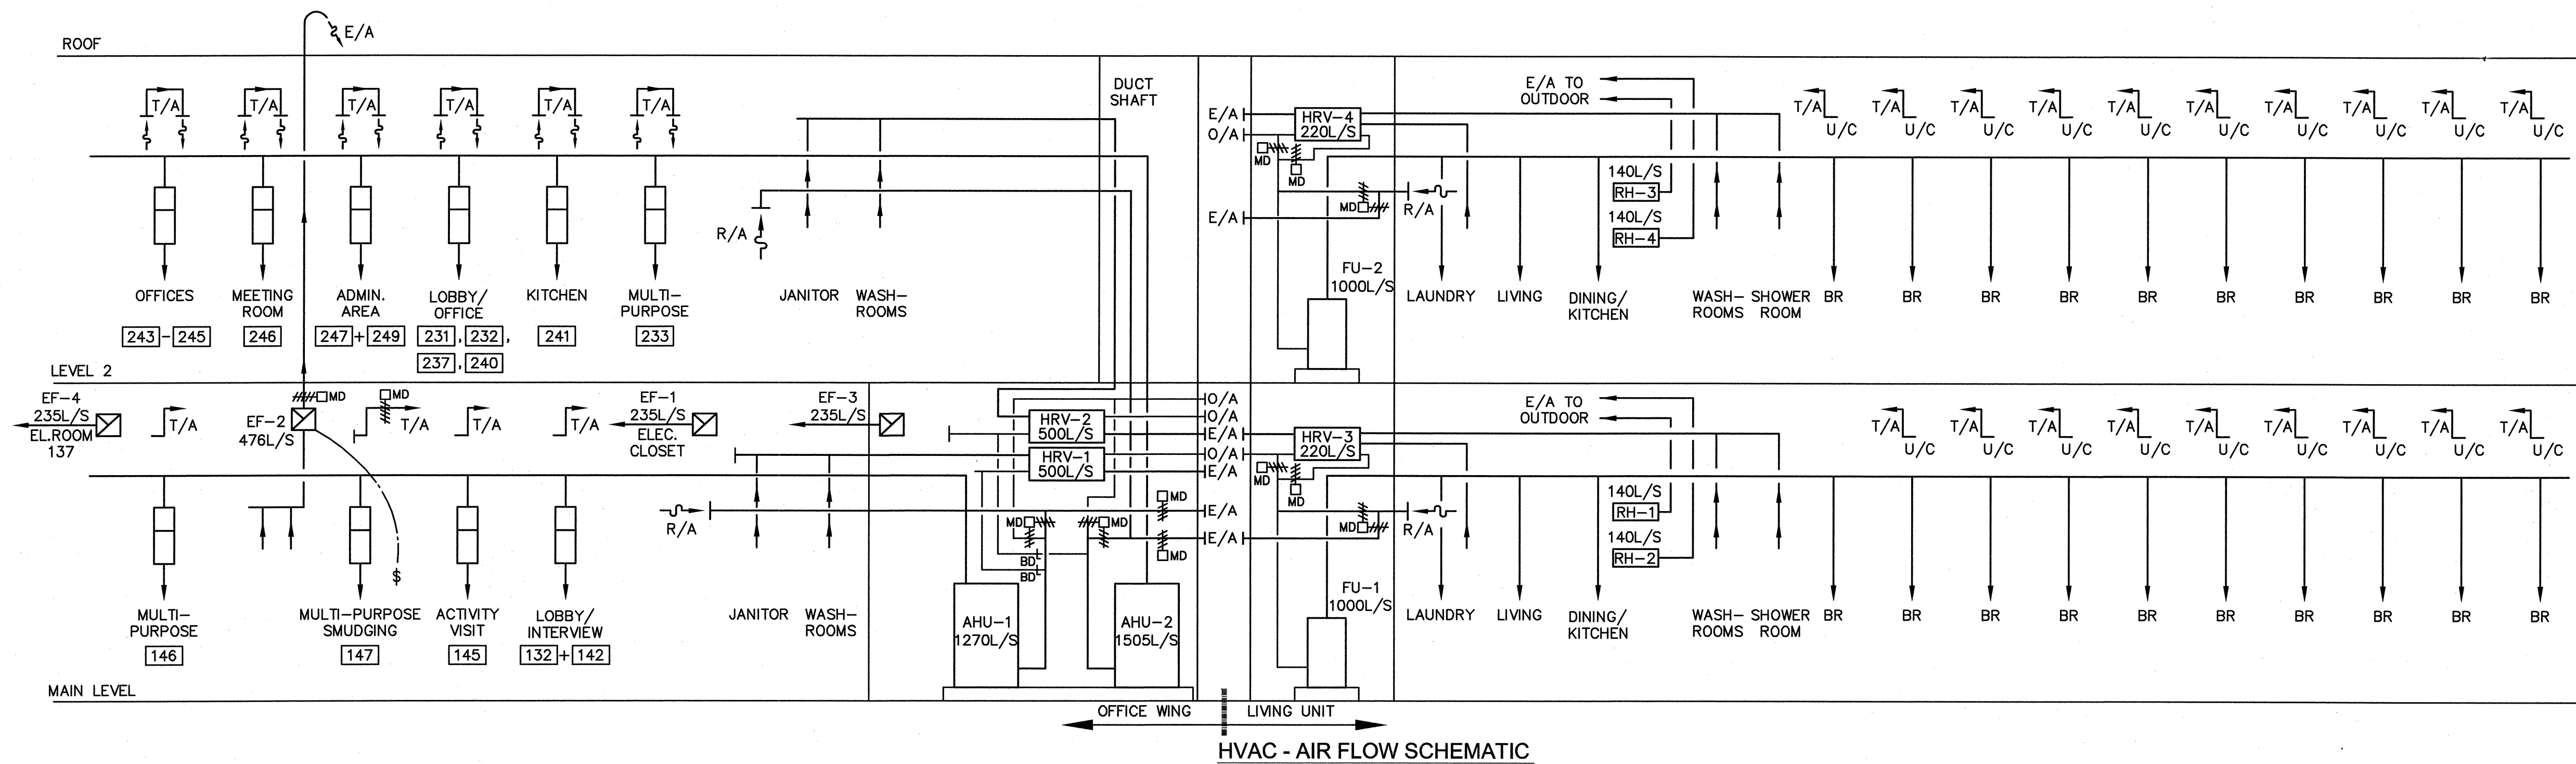 ROOF
E/A
T/A
T/A
T/A
T/A
T/A
T/A
DUCT
SHAFT
R/A
OFFICES
243-245
MEETING
ROOM
246
ADMIN.
AREA
247+249
LOBBY/
OFFICE
231, 232,
237, 240
KITCHEN
241
MULTI-
PURPOSE
233
JANITOR
WASH-
ROOMS
E/A
O/A
E/A
HRV-4
220L/S
MD
MD
MD
R/A
FU-2
1000L/S
E/A TO
OUTDOOR
140L/S
RH-3
140L/S
RH-4
LAUNDRY
LIVING
DINING/
KITCHEN
WASH-
ROOMS
SHOWER
ROOM
T/A U/C
T/A U/C
T/A U/C
T/A U/C
T/A U/C
T/A U/C
T/A U/C
T/A U/C
T/A U/C
T/A U/C
BR BR BR BR BR BR BR BR BR BR
LEVEL 2
EF-4
235L/S
EL.ROOM
137
T/A
EF-2
476L/S
MD
MD
T/A
T/A
T/A
EF-1
235L/S
ELEC.
CLOSET
EF-3
235L/S
R/A
$
MULTI-
PURPOSE
146
MULTI-PURPOSE
SMUDGING
147
ACTIVITY
VISIT
145
LOBBY/
INTERVIEW
132+142
JANITOR
WASH-
ROOMS
HRV-2
500L/S
HRV-1
500L/S
O/A
O/A
E/A
O/A
E/A
E/A
E/A
MD
MD
MD
MD
BD
BD
AHU-1
1270L/S
AHU-2
1505L/S
HRV-3
220L/S
MD
MD
MD
R/A
FU-1
1000L/S
E/A TO
OUTDOOR
140L/S
RH-1
140L/S
RH-2
LAUNDRY
LIVING
DINING/
KITCHEN
WASH-
ROOMS
SHOWER
ROOM
T/A U/C
T/A U/C
T/A U/C
T/A U/C
T/A U/C
T/A U/C
T/A U/C
T/A U/C
T/A U/C
BR BR BR BR BR BR BR BR BR BR
MAIN LEVEL
OFFICE WING
LIVING UNIT
HVAC - AIR FLOW SCHEMATIC